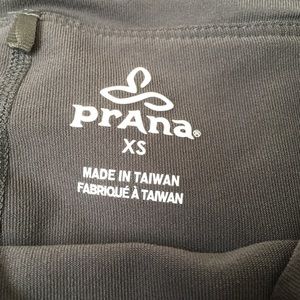 prAna®
XS
MADE IN TAIWAN
FABRIQUÉ À TAIWAN